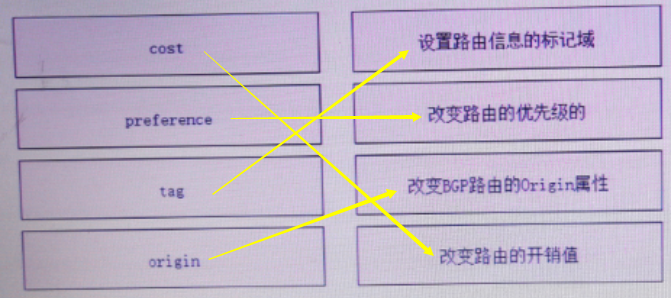 cost
设置路由信息的标记域
preference
改变路由的优先级的
tag
改变BGP路由的Origin属性
origin
改变路由的开销值